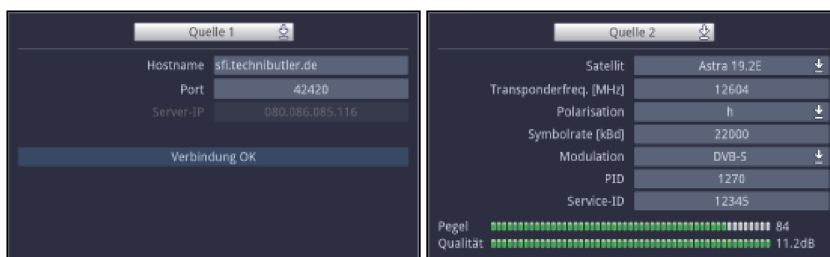 Quelle 1
Hostname sfi.technibutler.de
Port 42420
Server-IP 080.086.085.116
Verbindung OK
Quelle 2
Satellit Astra 19.2E
Transponderfreq. [MHz] 12604
Polarisation h
Symbolrate [kBd] 22000
Modulation DVB-S
PID 1270
Service-ID 12345
Pegel 84
Qualität 11.2dB